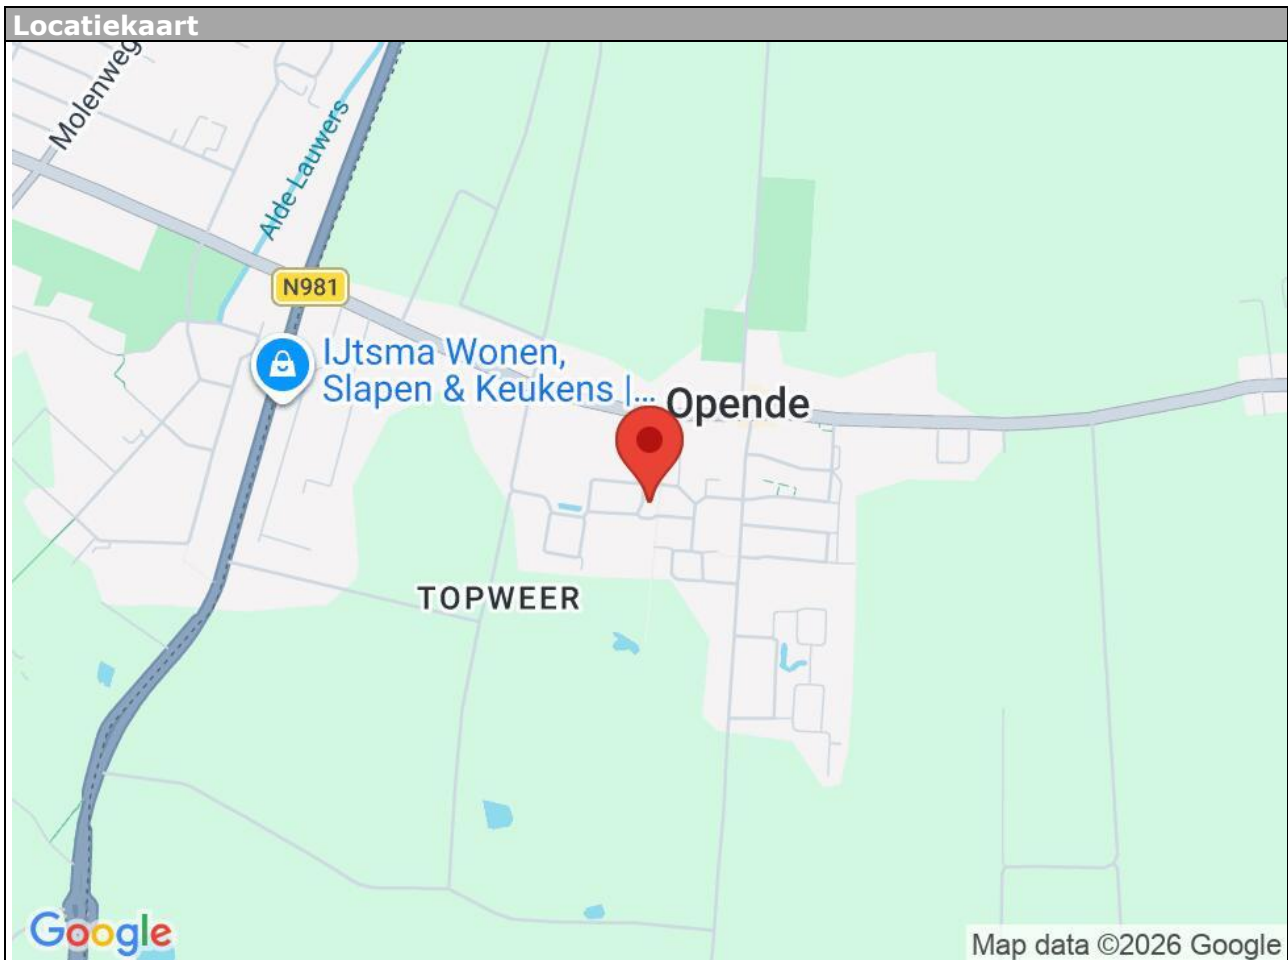 Locatiekaart
Molenweg
Alde Lauwers
N981
IJtsma Wonen,
Slapen & Keukens |...
Opende
TOPWEER
Google
Map data ©2026 Google